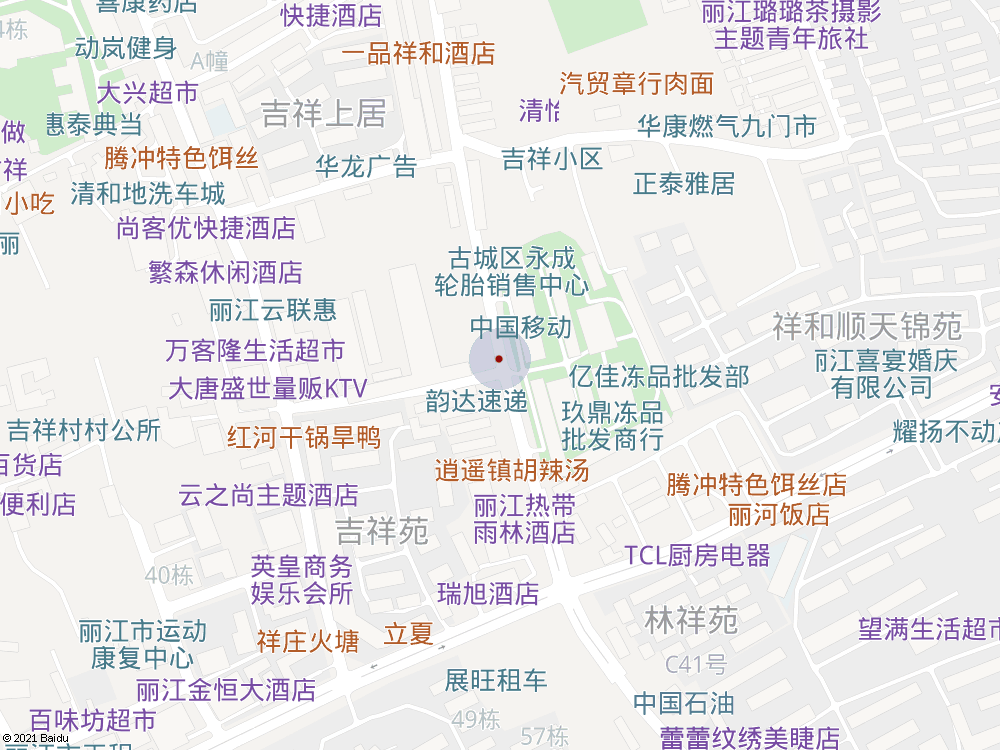 喜康药店
快捷酒店
丽江璐璐茶摄影
主题青年旅社
4栋
动岚健身
A幢
一品祥和酒店
汽贸章行肉面
大兴超市
吉祥上居
清怡
惠泰典当
做
华康燃气九门市
腾冲特色饵丝
华龙广告
吉祥小区
吉祥
清和地洗车城
正泰雅居
小吃
尚客优快捷酒店
丽
古城区永成
轮胎销售中心
繁森休闲酒店
丽江云联惠
中国移动
祥和顺天锦苑
万客隆生活超市
丽江喜宴婚庆
有限公司
大唐盛世量贩KTV
亿佳冻品批发部
韵达速递
玖鼎冻品
批发商行
吉祥村村公所
红河干锅旱鸭
耀扬不动产
百货店
逍遥镇胡辣汤
便利店
云之尚主题酒店
腾冲特色饵丝店
丽江热带
雨林酒店
丽河饭店
吉祥苑
TCL厨房电器
40栋
英皇商务
娱乐会所
瑞旭酒店
林祥苑
丽江市运动
康复中心
祥庄火塘
立夏
望满生活超市
C41号
丽江金恒大酒店
展旺租车
中国石油
百味坊超市
49栋
57栋
蕾蕾纹绣美睫店
© 2021 Baidu